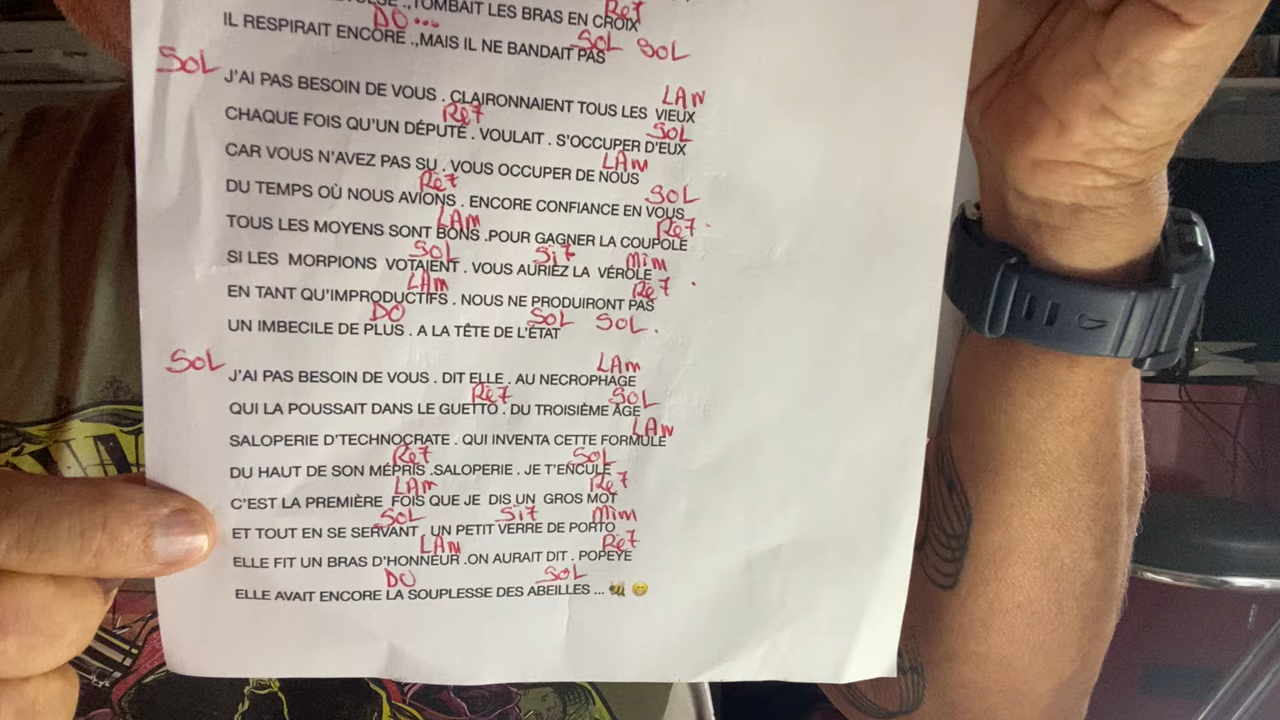 TOMBAIT LES BRAS EN CROIX
Ré7
DO...
IL RESPIRAIT ENCORE .,MAIS IL NE BANDAIT PAS
SOL SOL
SOL
J'AI PAS BESOIN DE VOUS . CLAIRONNAIENT TOUS LES VIEUX
LAm
Ré7
CHAQUE FOIS QU'UN DÉPUTÉ . VOULAIT . S'OCCUPER D'EUX
SOL
CAR VOUS N'AVEZ PAS SU . VOUS OCCUPER DE NOUS
LAm
Ré7
DU TEMPS OÙ NOUS AVIONS . ENCORE CONFIANCE EN VOUS
SOL
LAm
TOUS LES MOYENS SONT BONS .POUR GAGNER LA COUPOLE
Ré7
SOL Si7 Mim
SI LES MORPIONS VOTAIENT . VOUS AURIEZ LA VÉROLE
LAm Ré7
EN TANT QU'IMPRODUCTIFS . NOUS NE PRODUIRONT PAS
DO SOL SOL.
UN IMBECILE DE PLUS . A LA TÊTE DE L'ÉTAT
SOL LAm
J'AI PAS BESOIN DE VOUS . DIT ELLE . AU NECROPHAGE
Ré7 SOL
QUI LA POUSSAIT DANS LE GUETTO . DU TROISIÈME ÂGE
LAm
SALOPERIE D'TECHNOCRATE . QUI INVENTA CETTE FORMULE
Ré7 SOL
DU HAUT DE SON MÉPRIS .SALOPERIE . JE T'ENCULE
LAm Ré7
C'EST LA PREMIÈRE FOIS QUE JE DIS UN GROS MOT
SOL Si7 Mim
ET TOUT EN SE SERVANT . UN PETIT VERRE DE PORTO
LAm Ré7
ELLE FIT UN BRAS D'HONNEUR .ON AURAIT DIT . POPEYE
DO SOL
ELLE AVAIT ENCORE LA SOUPLESSE DES ABEILLES ... 🐝 😁